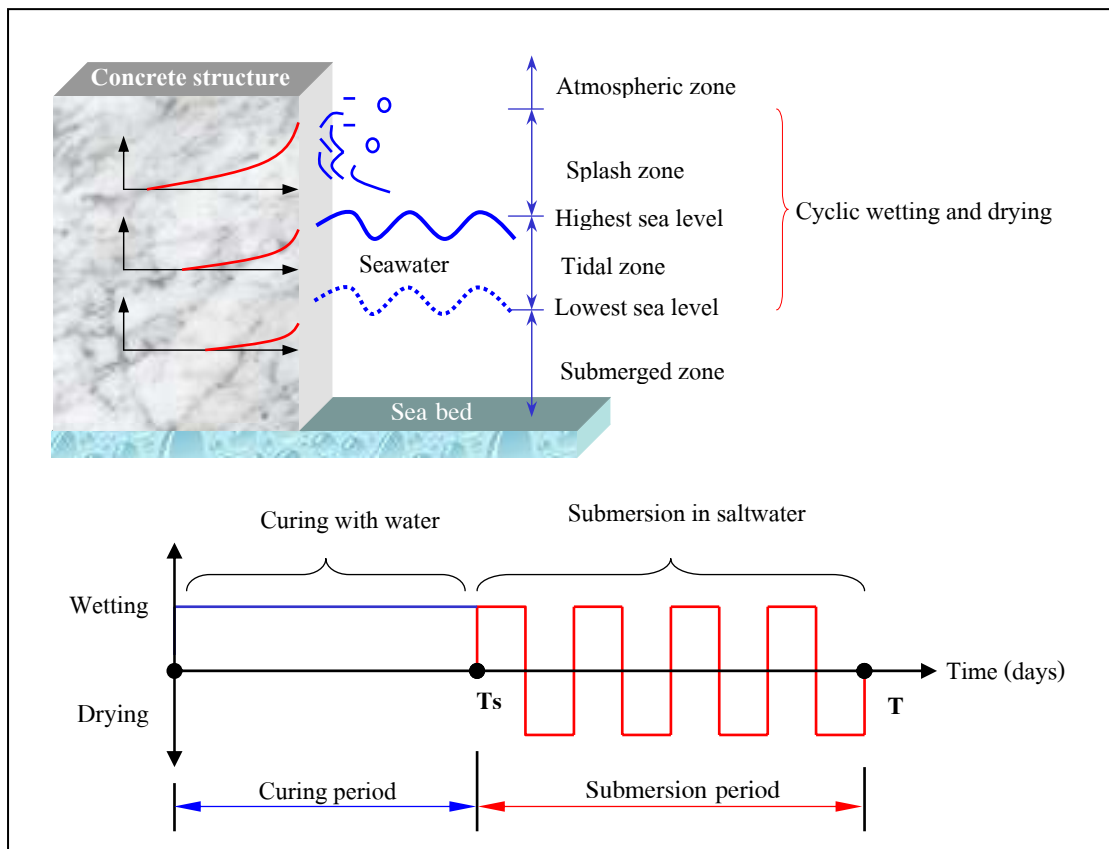 Concrete structure
Atmospheric zone
Splash zone
Highest sea level
Cyclic wetting and drying
Seawater
Tidal zone
Lowest sea level
Submerged zone
Sea bed
Curing with water
Submersion in saltwater
Wetting
Time (days)
Ts
T
Drying
Curing period
Submersion period